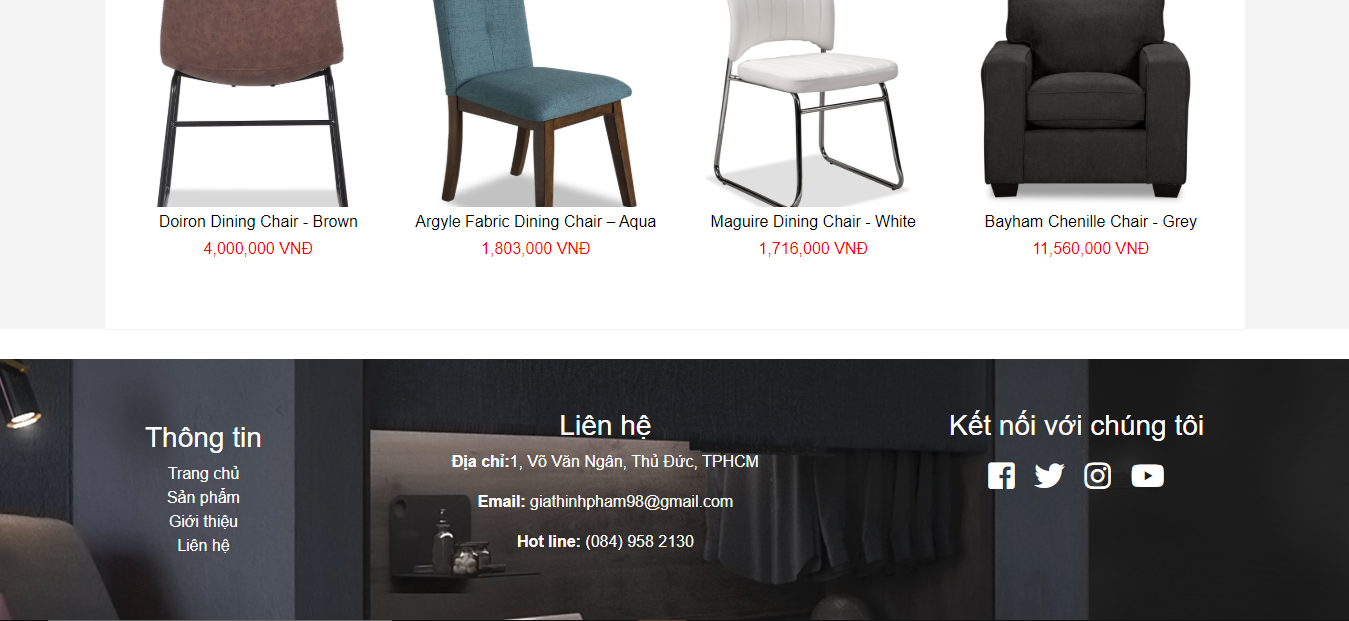 Doiron Dining Chair - Brown
4,000,000 VNĐ
Argyle Fabric Dining Chair – Aqua
1,803,000 VNĐ
Maguire Dining Chair - White
1,716,000 VNĐ
Bayham Chenille Chair - Grey
11,560,000 VNĐ
Thông tin
Trang chủ
Sản phẩm
Giới thiệu
Liên hệ
Liên hệ
Địa chỉ:1, Võ Văn Ngân, Thủ Đức, TPHCM
Email: giathinhpham98@gmail.com
Hot line: (084) 958 2130
Kết nối với chúng tôi